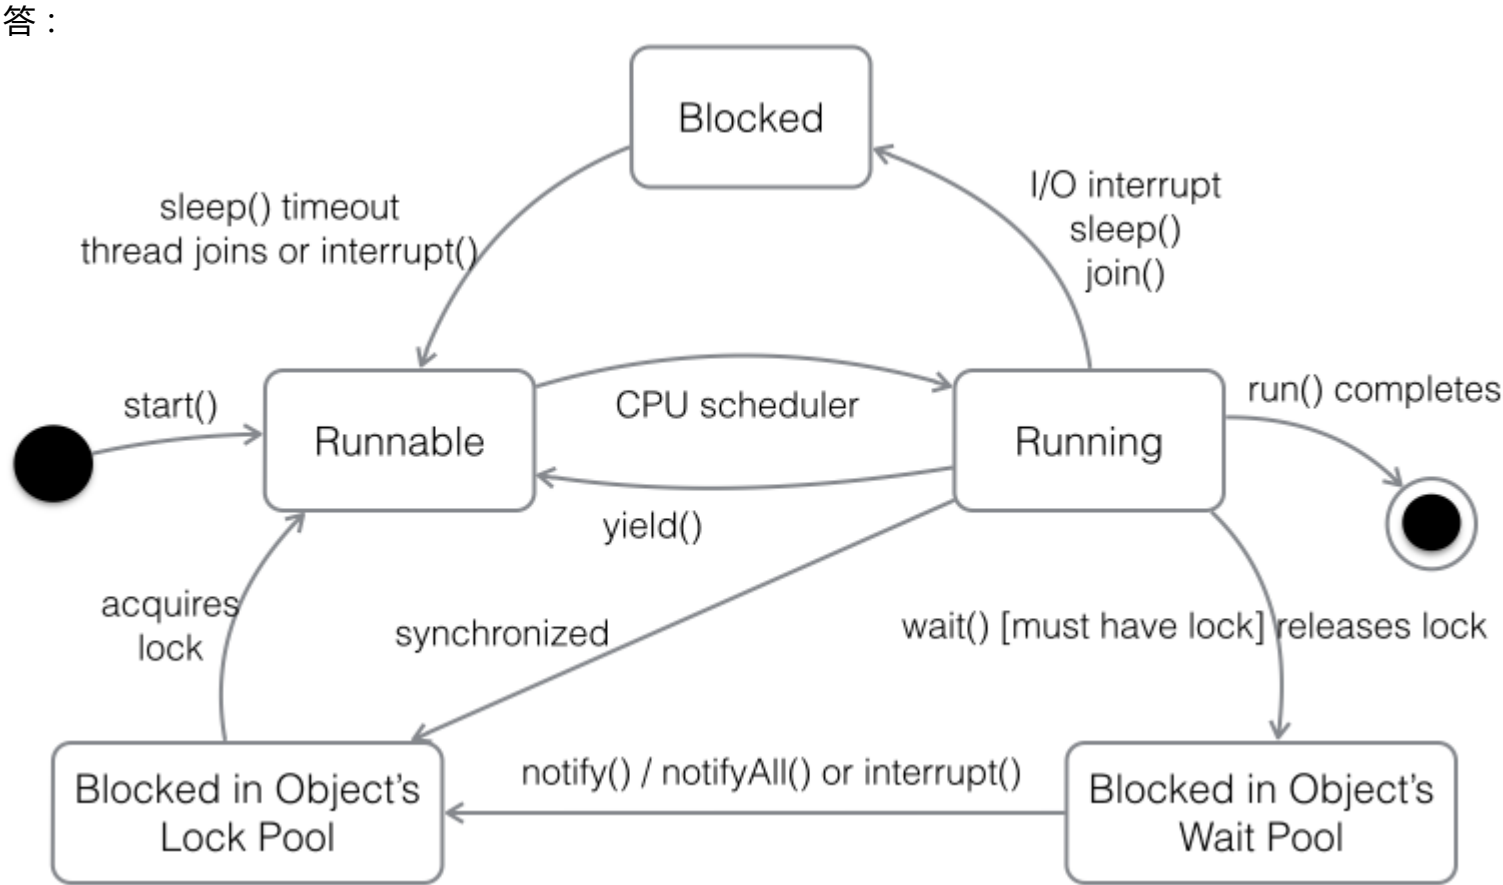 答：
Blocked
I/O interrupt
sleep()
join()
sleep() timeout
thread joins or interrupt()
start()
Runnable
CPU scheduler
Running
run() completes
yield()
acquires
lock
synchronized
wait() [must have lock] releases lock
Blocked in Object's
Lock Pool
notify() / notifyAll() or interrupt()
Blocked in Object's
Wait Pool